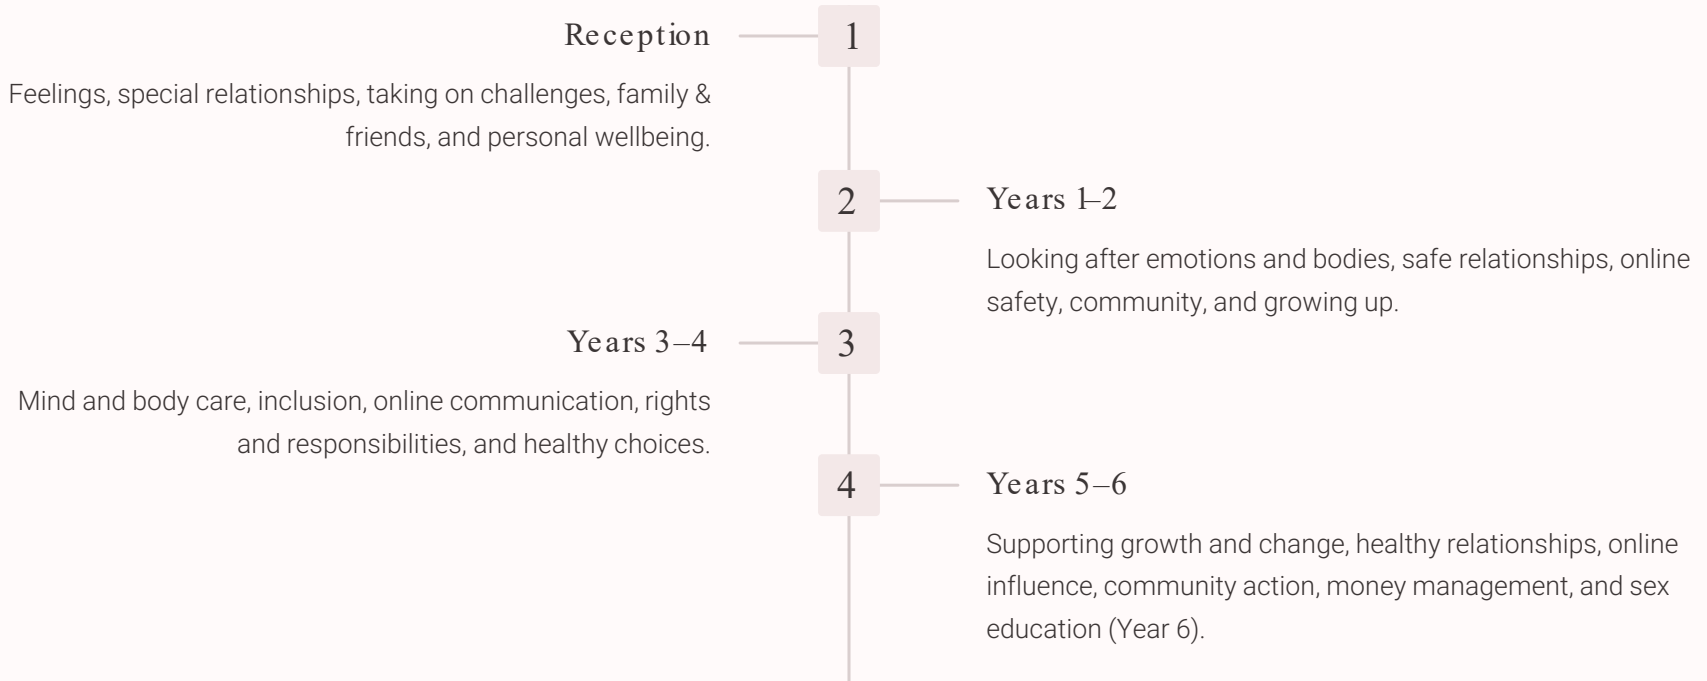 Reception
1
Feelings, special relationships, taking on challenges, family &
friends, and personal wellbeing.
2
Years 1–2
Looking after emotions and bodies, safe relationships, online
safety, community, and growing up.
Years 3–4
3
Mind and body care, inclusion, online communication, rights
and responsibilities, and healthy choices.
4
Years 5–6
Supporting growth and change, healthy relationships, online
influence, community action, money management, and sex
education (Year 6).